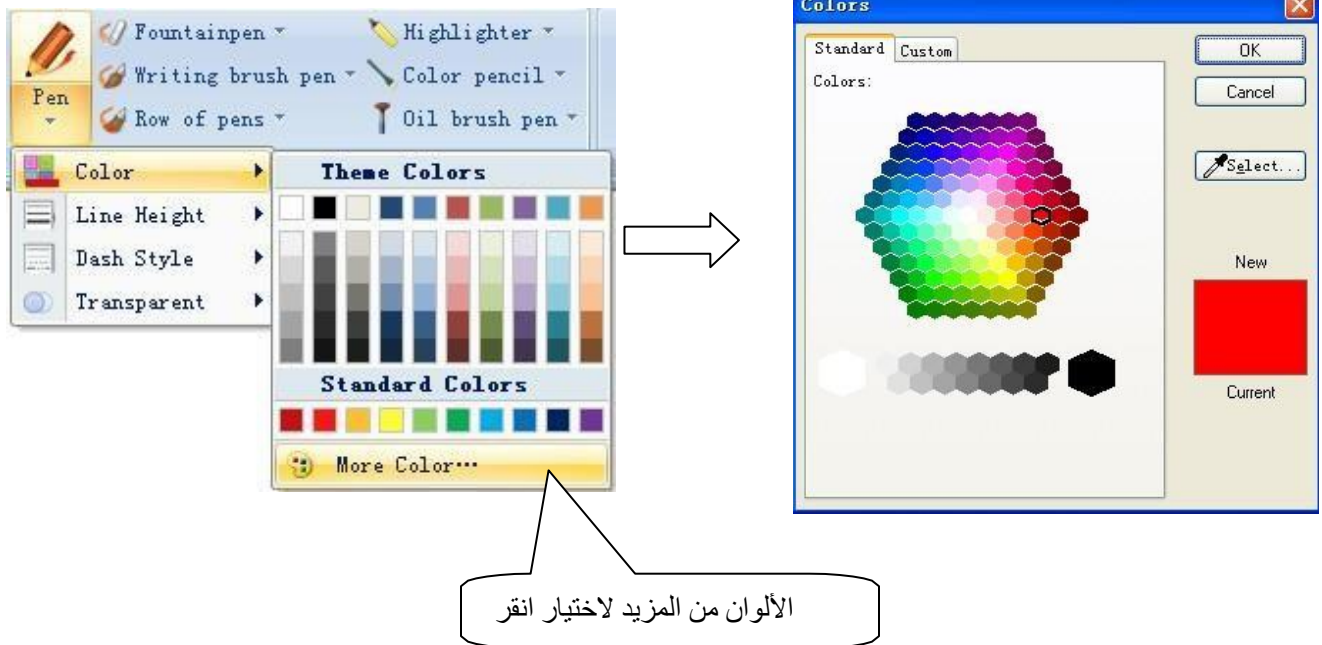 Fountainpen
Highlighter
Writing brush pen
Color pencil
Pen
Row of pens
Oil brush pen
Color
Line Height
Dash Style
Transparent
Theme Colors
Standard Colors
More Color...
Colors
Standard
Custom
Colors:
OK
Cancel
Select...
New
Current
الألوان من المزيد لاختيار انقر